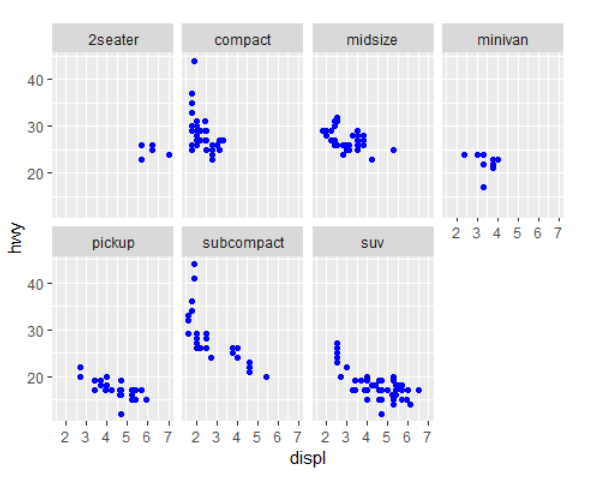 2seater compact midsize minivan
40
30
20
2 3 4 5 6 7
hwy
pickup subcompact suv
40
30
20
2 3 4 5 6 7 2 3 4 5 6 7 2 3 4 5 6 7
displ